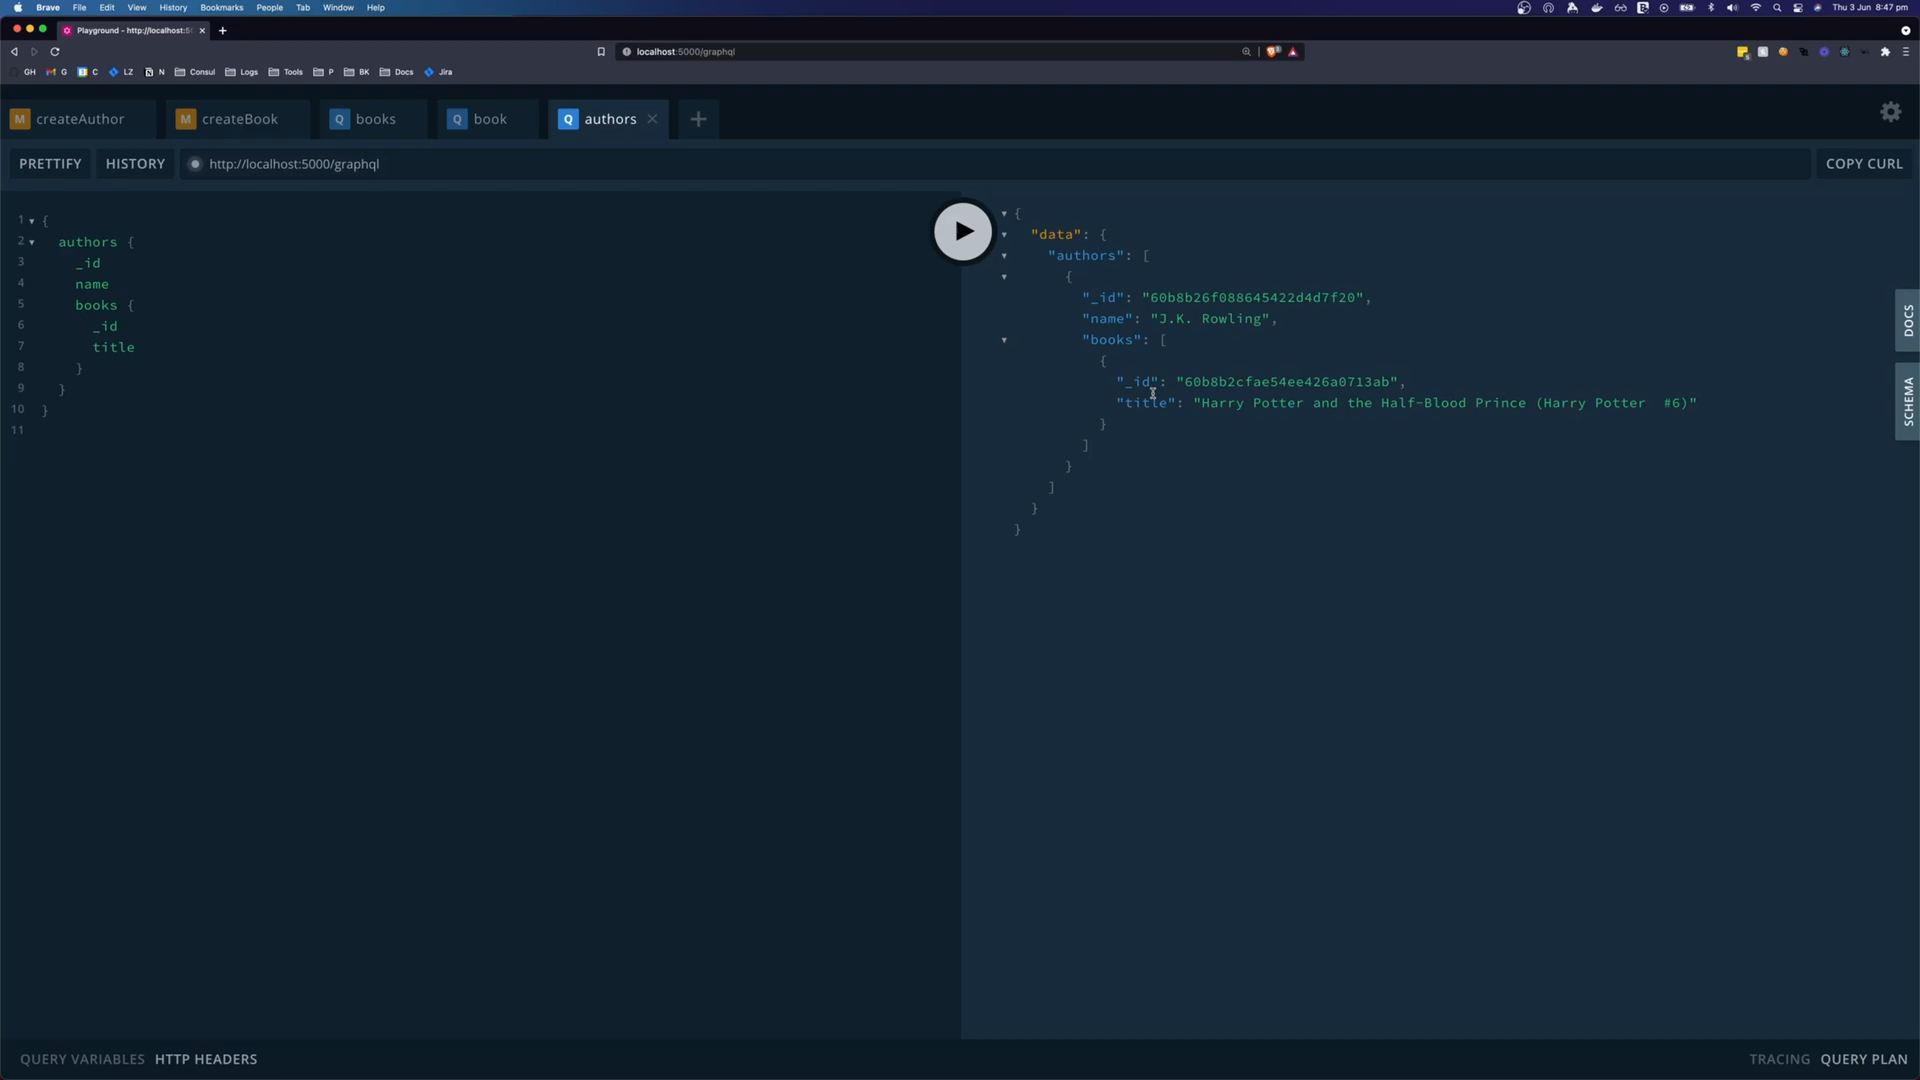 Brave File Edit View History Bookmarks People Tab Window Help Thu 3 Jun 8:47 pm
Playground - http://localhost:50
localhost:5000/graphql
GH G C LZ N Consul Logs Tools P BK Docs Jira
M createAuthor M createBook Q books Q book Q authors
PRETTIFY HISTORY http://localhost:5000/graphql COPY CURL
1 {
2 authors {
3 _id
4 name
5 books {
6 _id
7 title
8 }
9 }
10 }
11
{
"data": {
"authors": [
{
"_id": "60b8b26f088645422d4d7f20",
"name": "J.K. Rowling",
"books": [
{
"_id": "60b8b2cfae54ee426a0713ab",
"title": "Harry Potter and the Half-Blood Prince (Harry Potter  #6)"
}
]
}
]
}
}
DOCS
SCHEMA
QUERY VARIABLES HTTP HEADERS TRACING QUERY PLAN